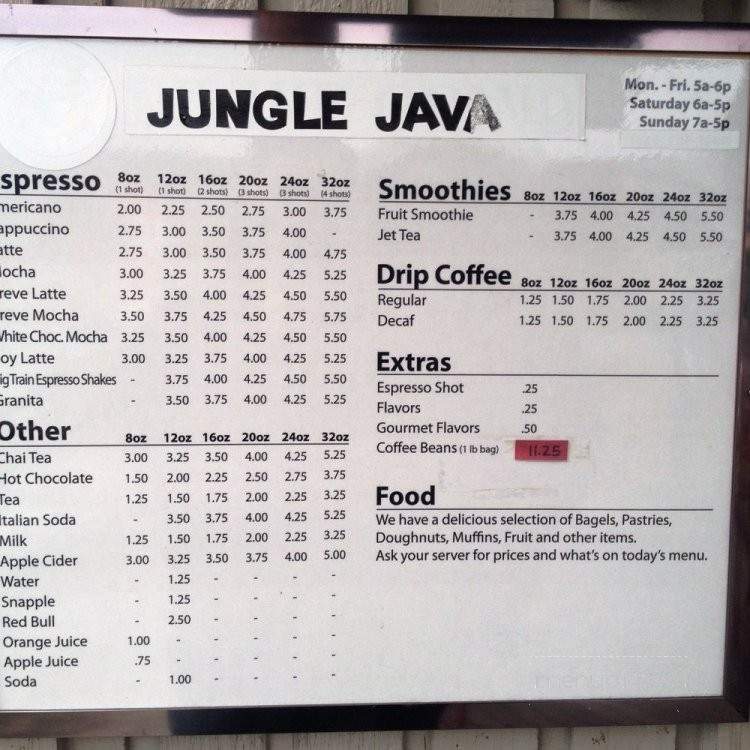 JUNGLE JAVA
Mon. - Fri. 5a-6p
Saturday 6a-5p
Sunday 7a-5p
spresso 8oz 12oz 16oz 20oz 24oz 32oz
(1 shot) (1 shot) (2 shots) (3 shots) (3 shots) (4 shots)
mericano 2.00 2.25 2.50 2.75 3.00 3.75
appuccino 2.75 3.00 3.50 3.75 4.00 -
atte 2.75 3.00 3.50 3.75 4.00 4.75
ocha 3.00 3.25 3.75 4.00 4.25 5.25
reve Latte 3.25 3.50 4.00 4.25 4.50 5.50
reve Mocha 3.50 3.75 4.25 4.50 4.75 5.75
White Choc. Mocha 3.25 3.50 4.00 4.25 4.50 5.50
oy Latte 3.00 3.25 3.75 4.00 4.25 5.25
ig Train Espresso Shakes - 3.75 4.00 4.25 4.50 5.50
Granita - 3.50 3.75 4.00 4.25 5.25
Other 8oz 12oz 16oz 20oz 24oz 32oz
Chai Tea 3.00 3.25 3.50 4.00 4.25 5.25
Hot Chocolate 1.50 2.00 2.25 2.50 2.75 3.75
Tea 1.25 1.50 1.75 2.00 2.25 3.25
Italian Soda - 3.50 3.75 4.00 4.25 5.25
Milk 1.25 1.50 1.75 2.00 2.25 3.25
Apple Cider 3.00 3.25 3.50 3.75 4.00 5.00
Water - 1.25 - - - -
Snapple - 1.25 - - - -
Red Bull - 2.50 - - - -
Orange Juice 1.00 - - - - -
Apple Juice .75 - - - - -
Soda - 1.00 - - - -
Smoothies 8oz 12oz 16oz 20oz 24oz 32oz
Fruit Smoothie - 3.75 4.00 4.25 4.50 5.50
Jet Tea - 3.75 4.00 4.25 4.50 5.50
Drip Coffee 8oz 12oz 16oz 20oz 24oz 32oz
Regular 1.25 1.50 1.75 2.00 2.25 3.25
Decaf 1.25 1.50 1.75 2.00 2.25 3.25
Extras
Espresso Shot .25
Flavors .25
Gourmet Flavors .50
Coffee Beans (1 lb bag) 11.25
Food
We have a delicious selection of Bagels, Pastries,
Doughnuts, Muffins, Fruit and other items.
Ask your server for prices and what's on today's menu.